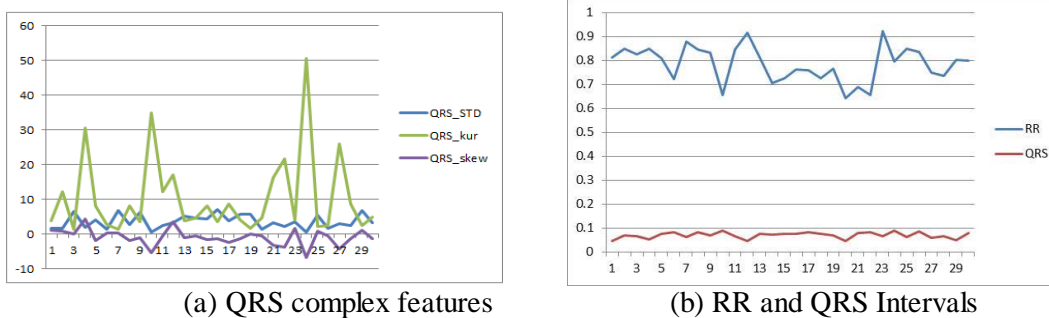 60
50
40
30
20
10
0
-10
1 3 5 7 9 11 13 15 17 19 21 23 25 27 29
QRS_STD
QRS_kur
QRS_skew
(a) QRS complex features
1
0.9
0.8
0.7
0.6
0.5
0.4
0.3
0.2
0.1
0
1 3 5 7 9 11 13 15 17 19 21 23 25 27 29
RR
QRS
(b) RR and QRS Intervals